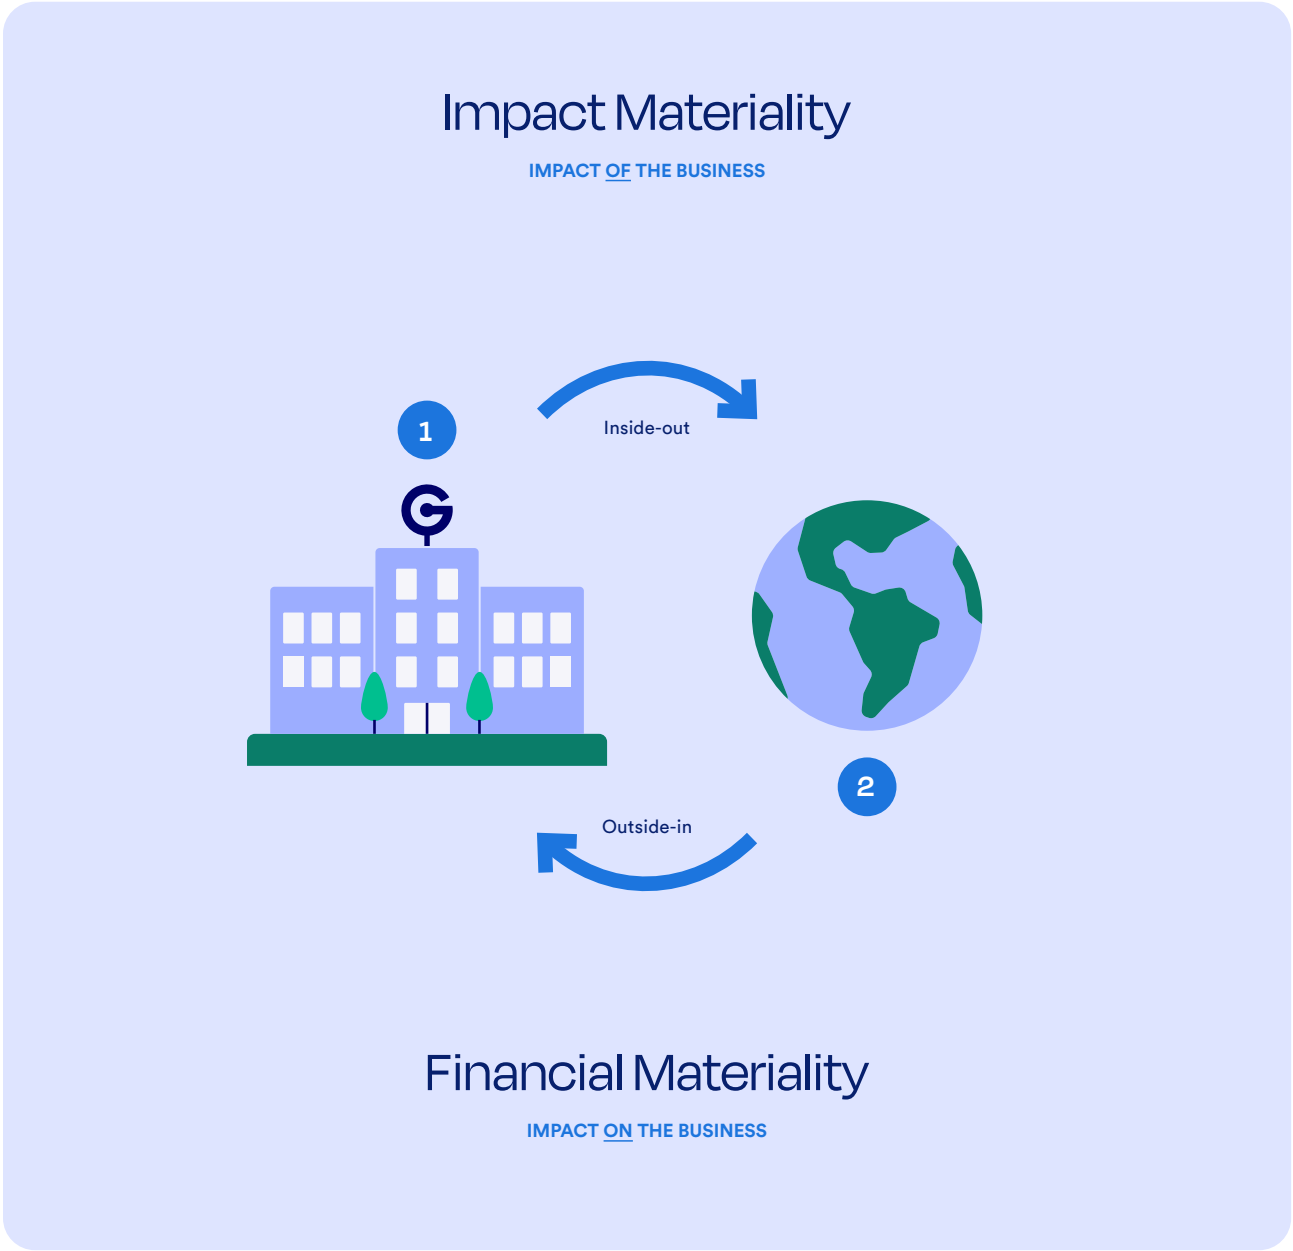 Impact Materiality
IMPACT OF THE BUSINESS
Inside-out
1
2
Outside-in
Financial Materiality
IMPACT ON THE BUSINESS